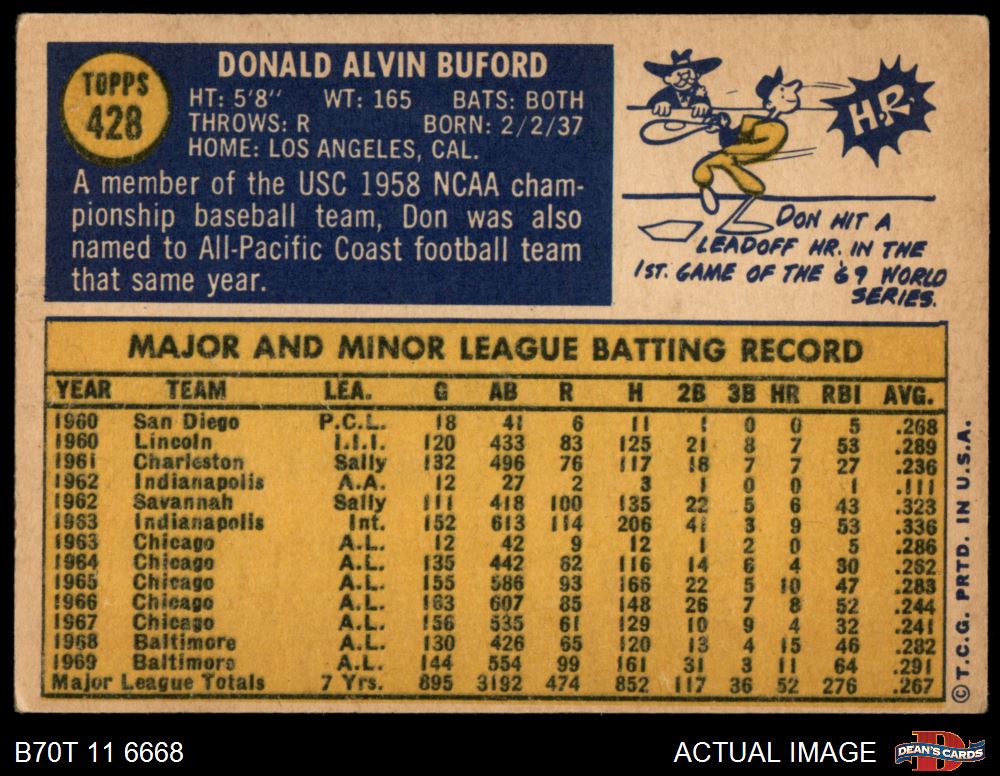 TOPPS
428
DONALD ALVIN BUFORD
HT: 5'8" WT: 165 BATS: BOTH
THROWS: R BORN: 2/2/37
HOME: LOS ANGELES, CAL.
A member of the USC 1958 NCAA cham-
pionship baseball team, Don was also
named to All-Pacific Coast football team
that same year.
H.R.
DON HIT A
LEADOFF HR. IN THE
1ST. GAME OF THE '69 WORLD
SERIES.
MAJOR AND MINOR LEAGUE BATTING RECORD
YEAR TEAM LEA. G AB R H 2B 3B HR RBI AVG.
1960 San Diego P.C.L. 18 41 6 11 1 0 0 5 .268
1960 Lincoln I.I.I. 120 433 83 125 21 8 7 53 .289
1961 Charleston Sally 132 496 76 117 18 7 7 27 .236
1962 Indianapolis A.A. 12 27 2 3 1 0 0 1 .111
1962 Savannah Sally 111 418 100 135 22 5 6 43 .323
1963 Indianapolis Int. 152 613 114 206 41 3 9 53 .336
1963 Chicago A.L. 12 42 9 12 1 2 0 5 .286
1964 Chicago A.L. 135 442 62 116 14 6 4 30 .262
1965 Chicago A.L. 155 586 93 166 22 5 10 47 .283
1966 Chicago A.L. 163 607 85 148 26 7 8 52 .244
1967 Chicago A.L. 156 535 61 129 10 9 4 32 .241
1968 Baltimore A.L. 130 426 65 120 13 4 15 46 .282
1969 Baltimore A.L. 144 554 99 161 31 3 11 64 .291
Major League Totals 7 Yrs. 895 3192 474 852 117 36 52 276 .267
© T.C.G. PRTD. IN U.S.A.
B70T 11 6668
ACTUAL IMAGE
DEAN'S CARDS